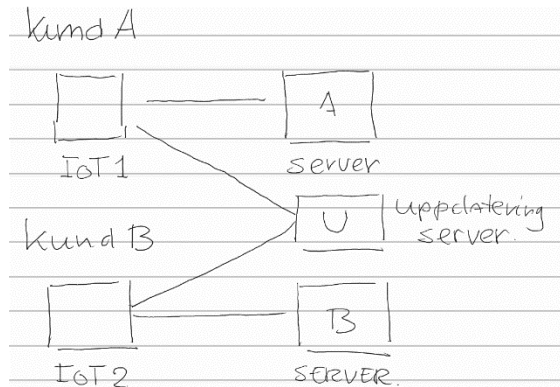 Kund A
A
IoT 1
server
U
uppdatering
server.
Kund B
B
IoT 2
SERVER.